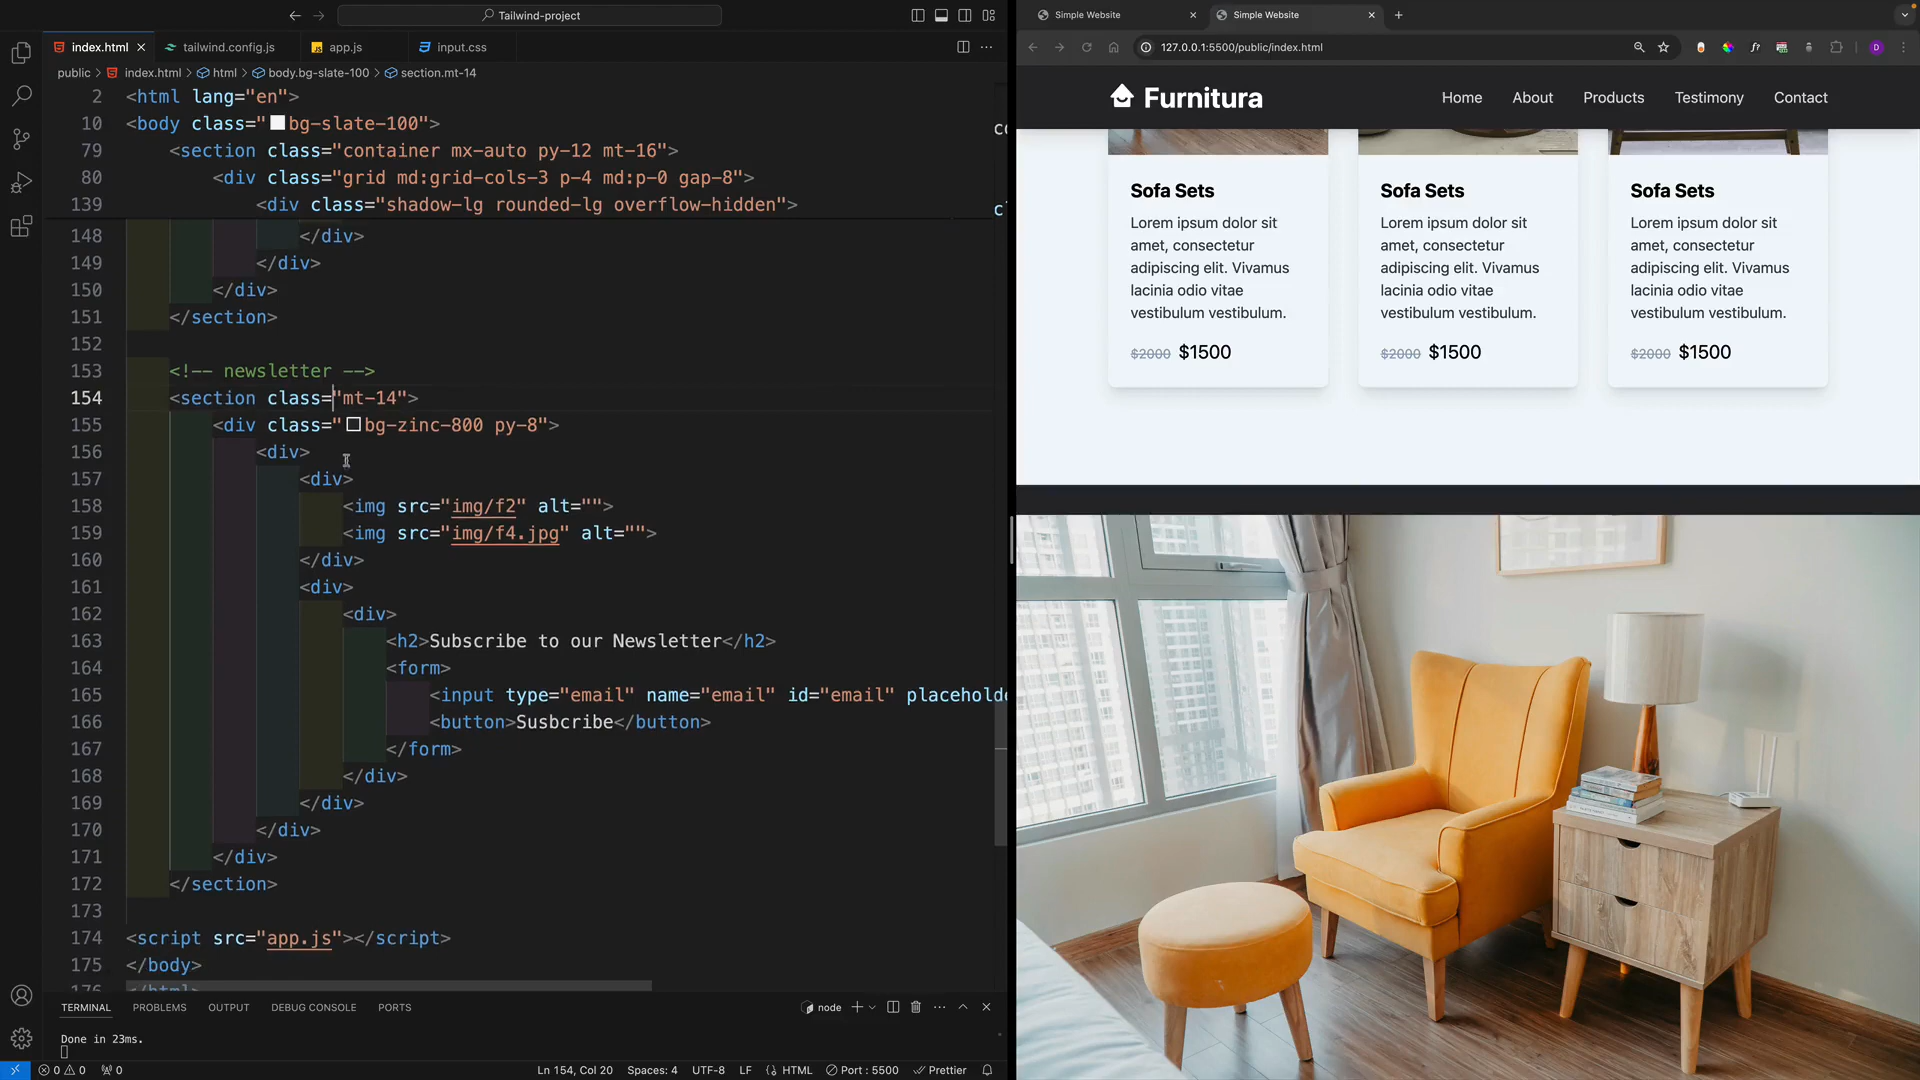 Tailwind-project
index.html
tailwind.config.js
app.js
input.css
public > index.html > html > body.bg-slate-100 > section.mt-14
2 <html lang="en">
10 <body class="bg-slate-100">
79 <section class="container mx-auto py-12 mt-16">
80 <div class="grid md:grid-cols-3 p-4 md:p-0 gap-8">
139 <div class="shadow-lg rounded-lg overflow-hidden">
148 </div>
149 </div>
150 </div>
151 </section>
152
153 <!-- newsletter -->
154 <section class="mt-14">
155 <div class="bg-zinc-800 py-8">
156 <div>
157 <div>
158 <img src="img/f2" alt="">
159 <img src="img/f4.jpg" alt="">
160 </div>
161 <div>
162 <div>
163 <h2>Subscribe to our Newsletter</h2>
164 <form>
165 <input type="email" name="email" id="email" placehold
166 <button>Susbcribe</button>
167 </form>
168 </div>
169 </div>
170 </div>
171 </div>
172 </section>
173
174 <script src="app.js"></script>
175 </body>
176 </html>
TERMINAL PROBLEMS OUTPUT DEBUG CONSOLE PORTS
node
Done in 23ms.
0 0 0
Ln 154, Col 20
Spaces: 4
UTF-8
LF
HTML
Port : 5500
Prettier
Simple Website
Simple Website
127.0.0.1:5500/public/index.html
D
Furnitura
Home About Products Testimony Contact
Sofa Sets
Lorem ipsum dolor sit
amet, consectetur
adipiscing elit. Vivamus
lacinia odio vitae
vestibulum vestibulum.
$2000 $1500
Sofa Sets
Lorem ipsum dolor sit
amet, consectetur
adipiscing elit. Vivamus
lacinia odio vitae
vestibulum vestibulum.
$2000 $1500
Sofa Sets
Lorem ipsum dolor sit
amet, consectetur
adipiscing elit. Vivamus
lacinia odio vitae
vestibulum vestibulum.
$2000 $1500